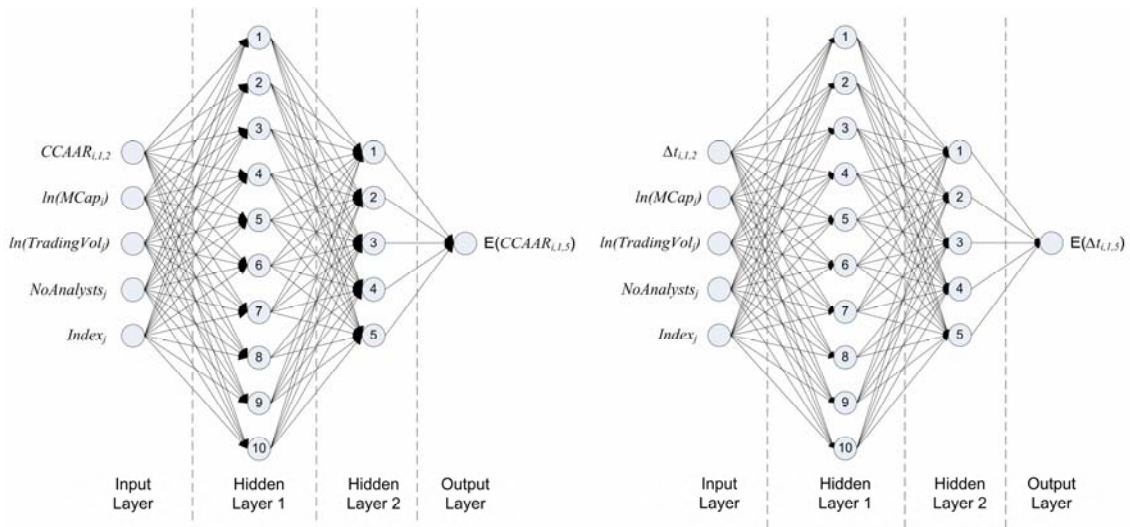 1
2
3
4
5
6
7
8
9
10
CCAAR_{i,1,2}
ln(MCap_j)
ln(TradingVol_j)
NoAnalysts_j
Index_j
1
2
3
4
5
E(CCAAR_{i,1,5})
Input
Layer
Hidden
Layer 1
Hidden
Layer 2
Output
Layer
1
2
3
4
5
6
7
8
9
10
Δt_{i,1,2}
ln(MCap_j)
ln(TradingVol_j)
NoAnalysts_j
Index_j
1
2
3
4
5
E(Δt_{i,1,5})
Input
Layer
Hidden
Layer 1
Hidden
Layer 2
Output
Layer